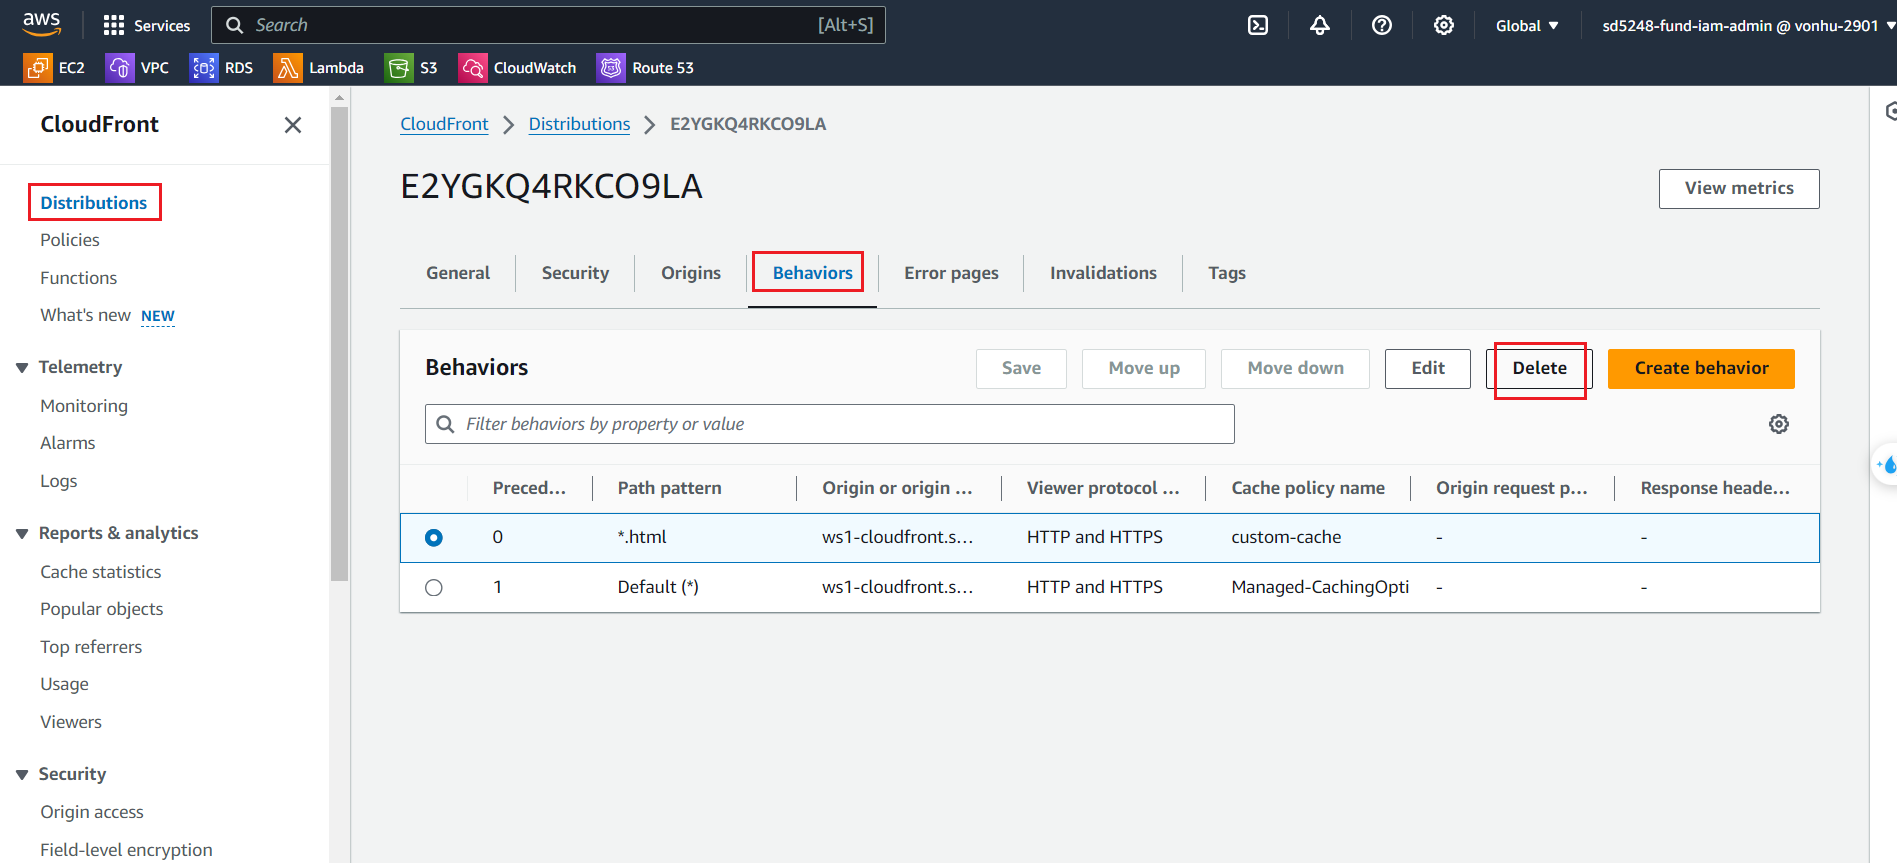 aws Services Search [Alt+S] Global sd5248-fund-iam-admin @ vonhu-2901
EC2 VPC RDS Lambda S3 CloudWatch Route 53
CloudFront
Distributions
Policies
Functions
What's new NEW
Telemetry
Monitoring
Alarms
Logs
Reports & analytics
Cache statistics
Popular objects
Top referrers
Usage
Viewers
Security
Origin access
Field-level encryption
CloudFront Distributions E2YGKQ4RKCO9LA
E2YGKQ4RKCO9LA
View metrics
General Security Origins Behaviors Error pages Invalidations Tags
Behaviors Save Move up Move down Edit Delete Create behavior
Filter behaviors by property or value
Preced... Path pattern Origin or origin ... Viewer protocol ... Cache policy name Origin request p... Response heade...
0 *.html ws1-cloudfront.s... HTTP and HTTPS custom-cache - -
1 Default (*) ws1-cloudfront.s... HTTP and HTTPS Managed-CachingOpti - -